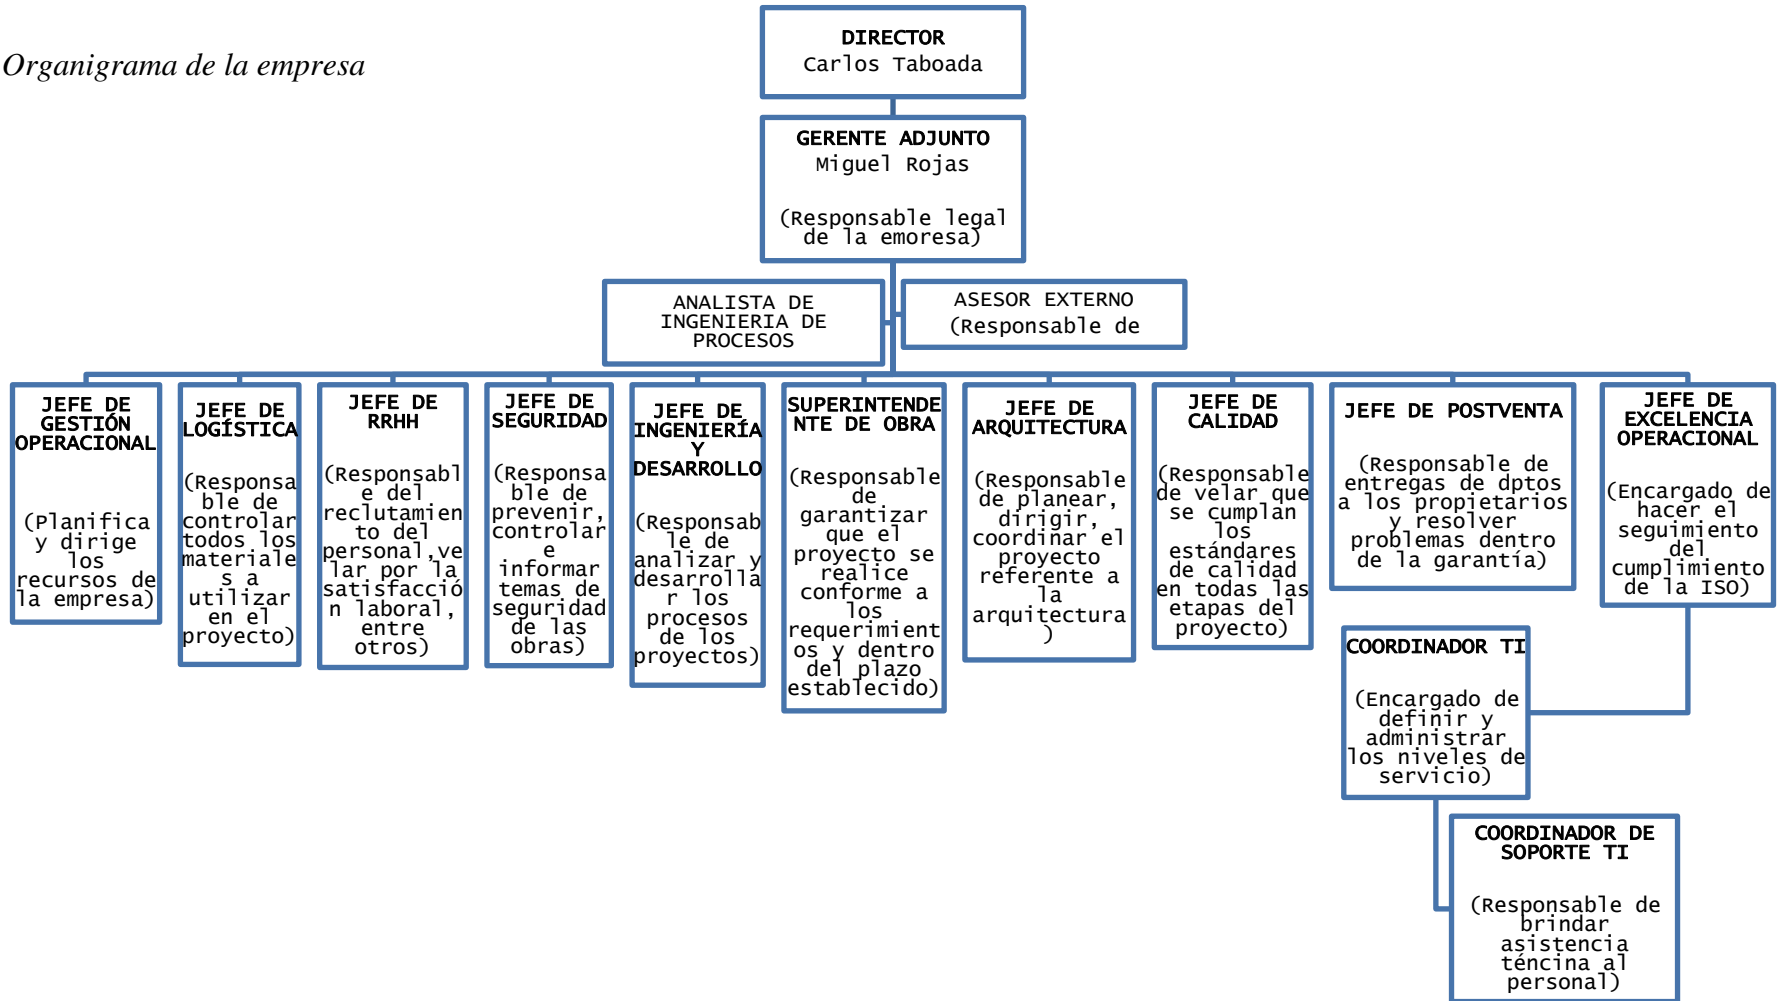 Organigrama de la empresa
DIRECTOR
Carlos Taboada
GERENTE ADJUNTO
Miguel Rojas
(Responsable legal
de la emoresa)
ANALISTA DE
INGENIERIA DE
PROCESOS
ASESOR EXTERNO
(Responsable de
JEFE DE
GESTIÓN
OPERACIONAL
(Planifica
y dirige
los
recursos de
la empresa)
JEFE DE
LOGÍSTICA
(Responsa
ble de
controlar
todos los
materiale
s a
utilizar
en el
proyecto)
JEFE DE
RRHH
(Responsabl
e del
reclutamien
to del
personal,ve
lar por la
satisfacció
n laboral,
entre
otros)
JEFE DE
SEGURIDAD
(Responsa
ble de
prevenir,
controlar
e
informar
temas de
seguridad
de las
obras)
JEFE DE
INGENIERÍA
Y
DESARROLLO
(Responsab
le de
analizar y
desarrolla
r los
procesos
de los
proyectos)
SUPERINTENDE
NTE DE OBRA
(Responsable
de
garantizar
que el
proyecto se
realice
conforme a
los
requerimient
os y dentro
del plazo
establecido)
JEFE DE
ARQUITECTURA
(Responsable
de planear,
dirigir,
coordinar el
proyecto
referente a
la
arquitectura
)
JEFE DE
CALIDAD
(Responsable
de velar que
se cumplan
los
estándares
de calidad
en todas las
etapas del
proyecto)
JEFE DE POSTVENTA
(Responsable de
entregas de dptos
a los propietarios
y resolver
problemas dentro
de la garantía)
JEFE DE
EXCELENCIA
OPERACIONAL
(Encargado de
hacer el
seguimiento
del
cumplimiento
de la ISO)
COORDINADOR TI
(Encargado de
definir y
administrar
los niveles de
servicio)
COORDINADOR DE
SOPORTE TI
(Responsable de
brindar
asistencia
téncina al
personal)